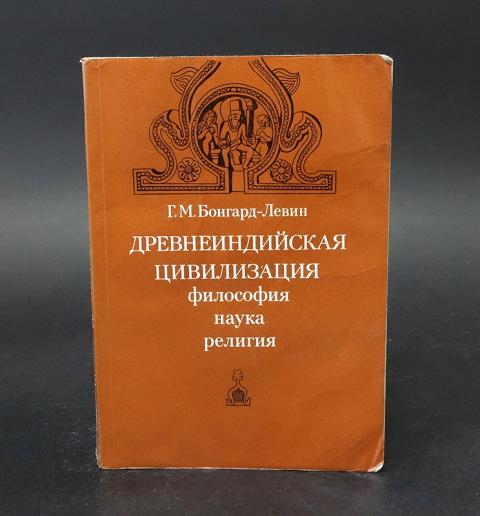 Г.М.Бонгард-Левин
ДРЕВНЕИНДИЙСКАЯ
ЦИВИЛИЗАЦИЯ
философия
наука
религия